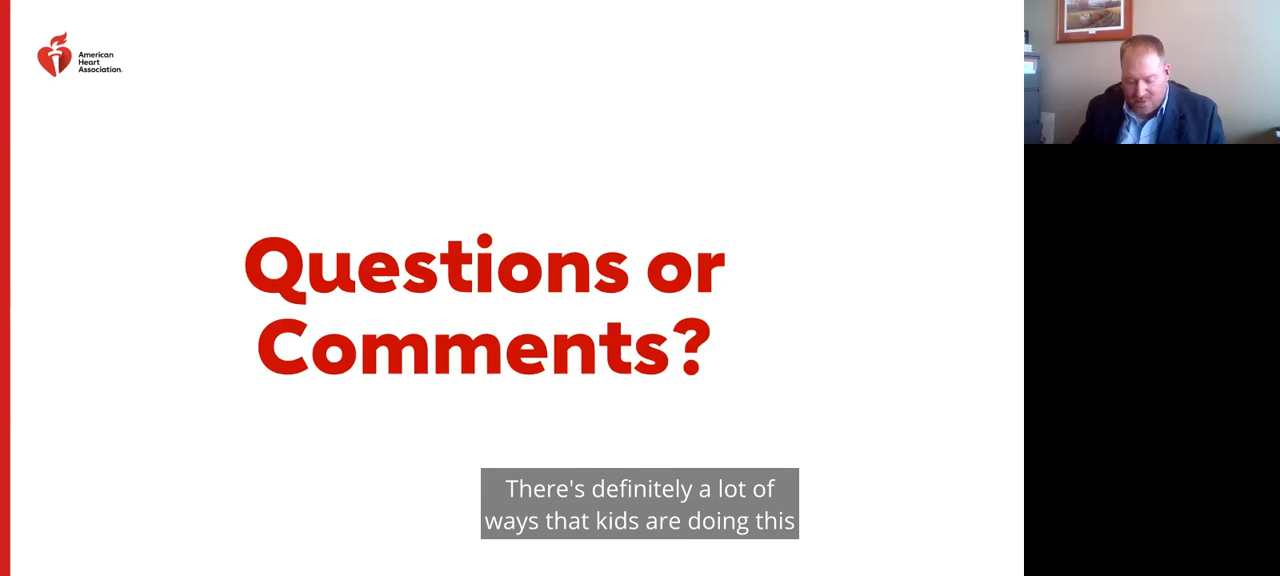 American
Heart
Association.
Questions or
Comments?
There's definitely a lot of
ways that kids are doing this